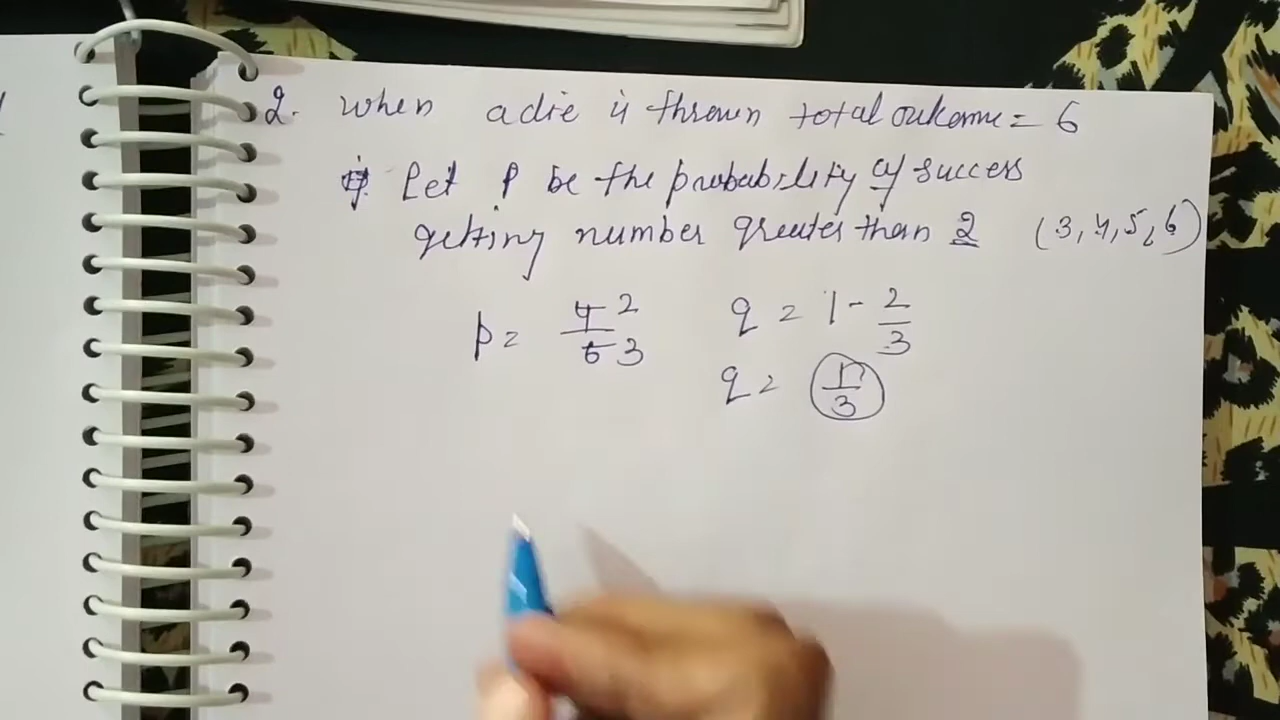 2. when a die is thrown total outcome = 6
i) Let P be the probability of success
getting number greater than 2 (3,4,5,6)
p = 4/6 2/3 q = 1 - 2/3
q = 1/3